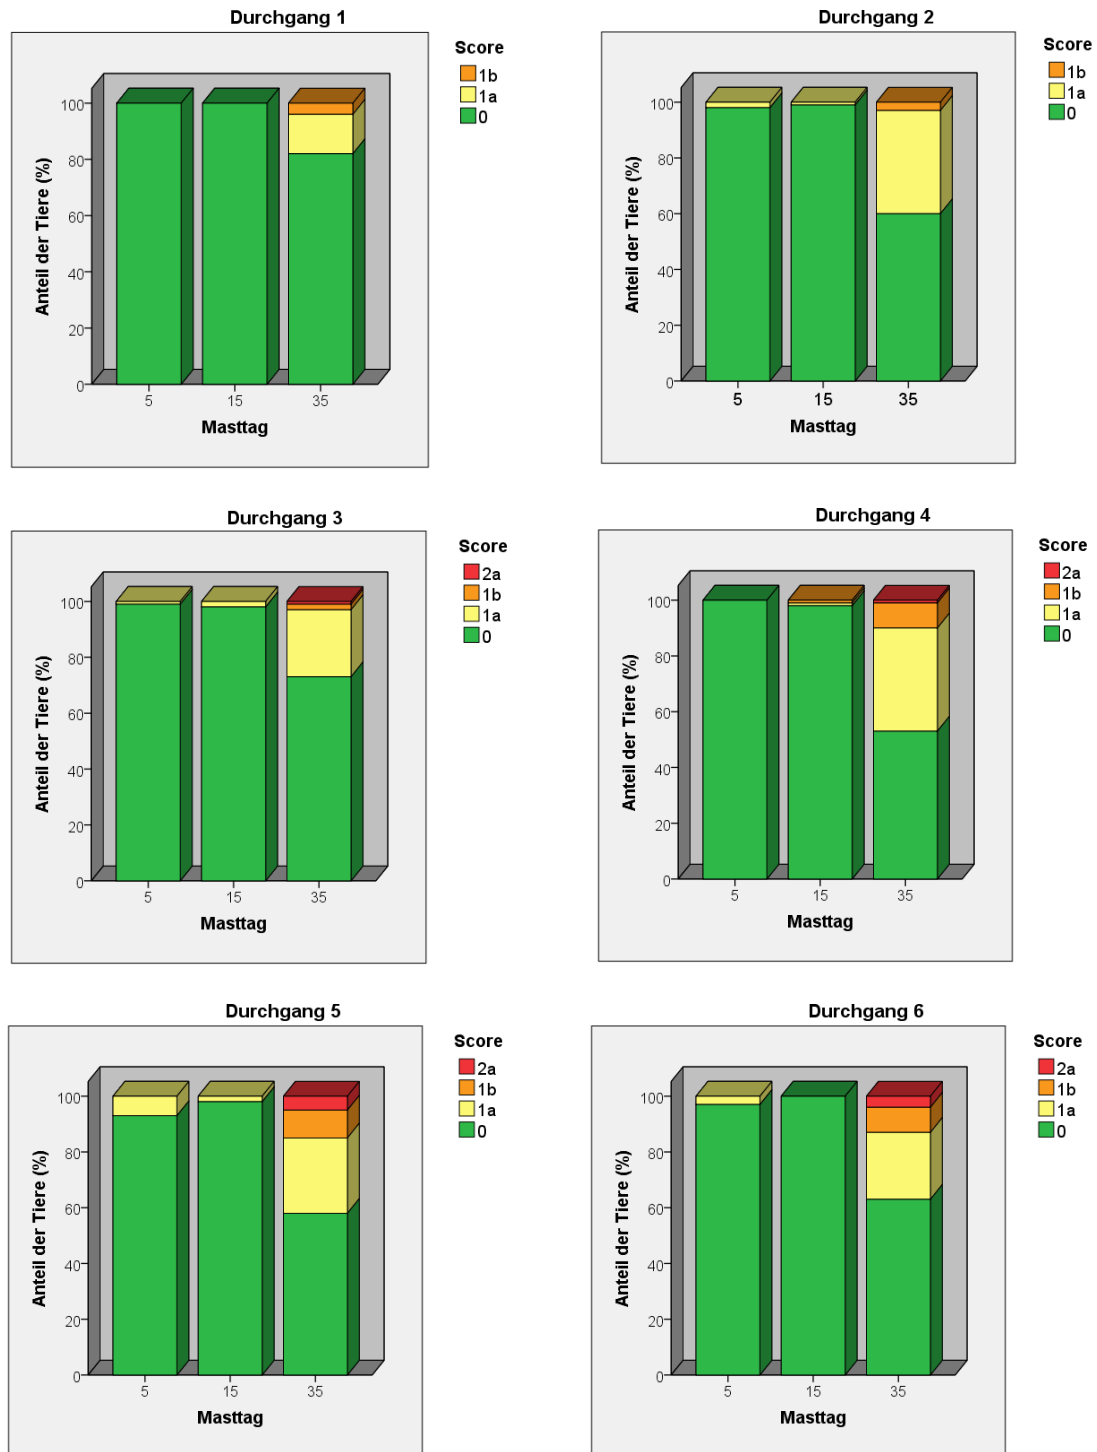 Durchgang 1
Score
1b
1a
0
Anteil der Tiere (%)
100
80
60
40
20
0
5 15 35
Masttag
Durchgang 2
Score
1b
1a
0
Anteil der Tiere (%)
100
80
60
40
20
0
5 15 35
Masttag
Durchgang 3
Score
2a
1b
1a
0
Anteil der Tiere (%)
100
80
60
40
20
0
5 15 35
Masttag
Durchgang 4
Score
2a
1b
1a
0
Anteil der Tiere (%)
100
80
60
40
20
0
5 15 35
Masttag
Durchgang 5
Score
2a
1b
1a
0
Anteil der Tiere (%)
100
80
60
40
20
0
5 15 35
Masttag
Durchgang 6
Score
2a
1b
1a
0
Anteil der Tiere (%)
100
80
60
40
20
0
5 15 35
Masttag